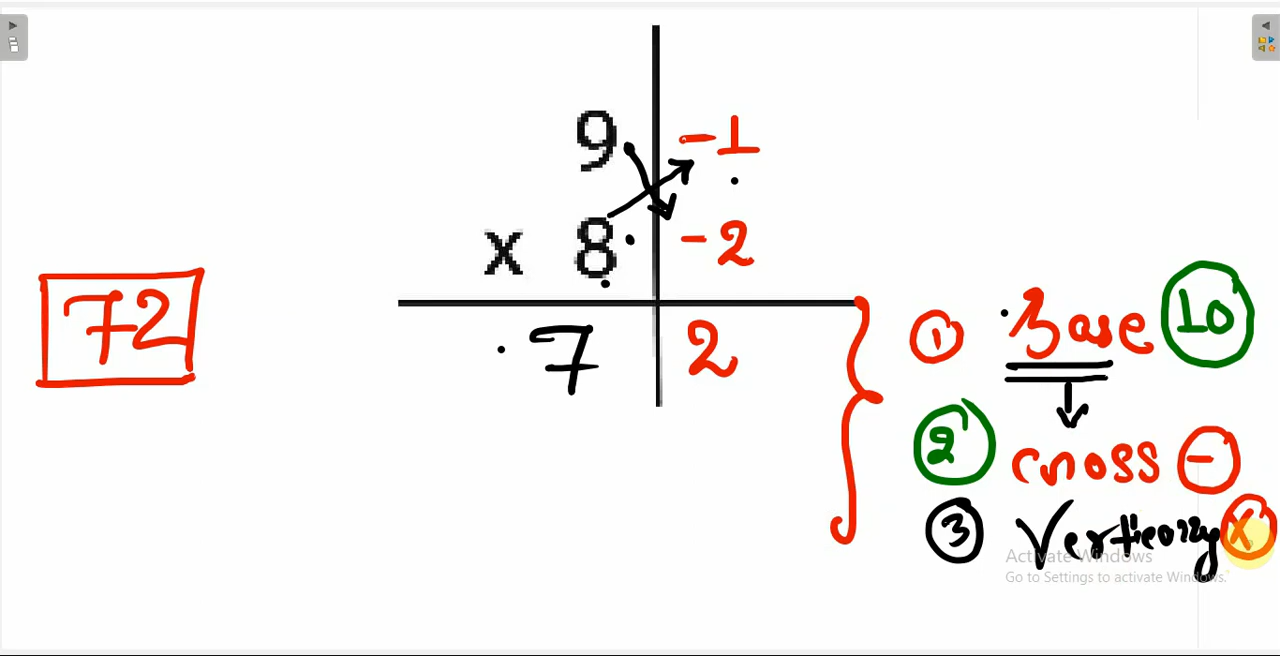 9 -1
x 8 -2
7 2
72
① Base 10
② cross -
③ Vertically x
Activate Windows
Go to Settings to activate Windows.